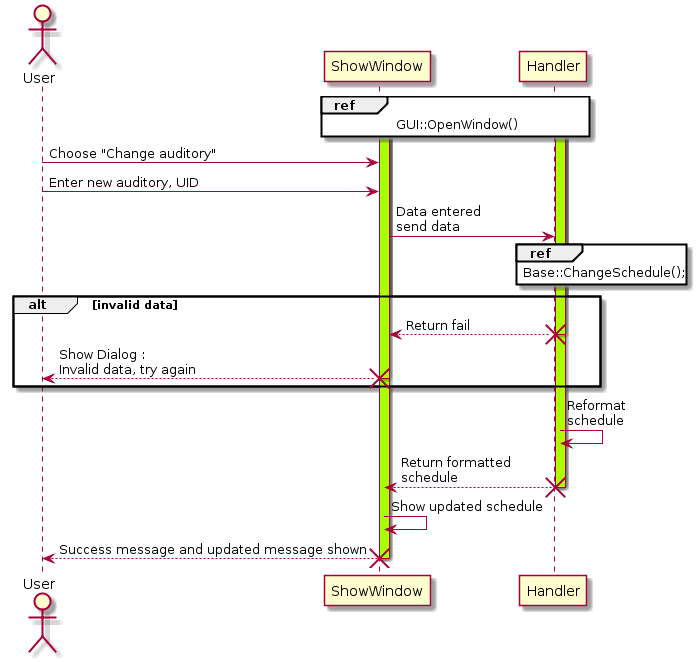 User
ShowWindow
Handler
ref
GUI::OpenWindow()
Choose "Change auditory"
Enter new auditory, UID
Data entered
send data
ref
Base::ChangeSchedule();
alt [invalid data]
Return fail
Show Dialog :
Invalid data, try again
Reformat
schedule
Return formatted
schedule
Show updated schedule
Success message and updated message shown
User
ShowWindow
Handler